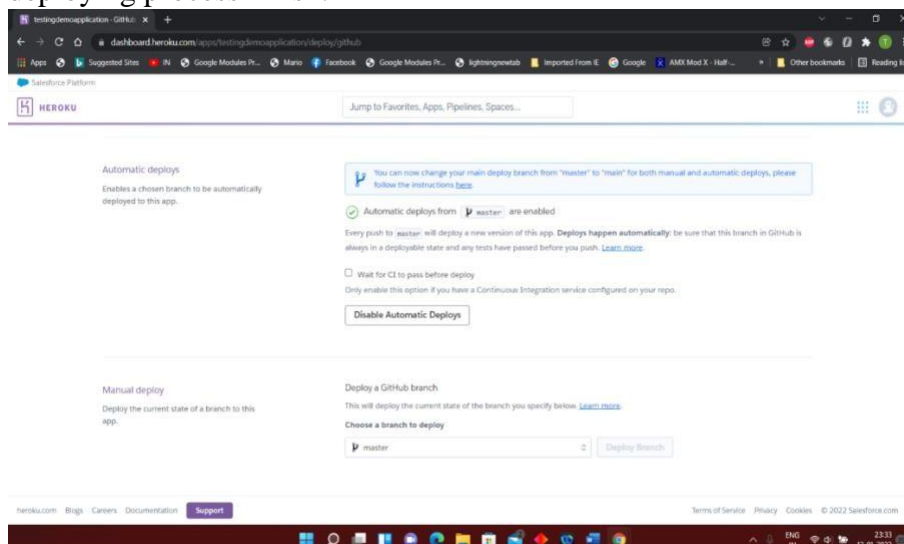 testingdemoapplication · GitHub
dashboard.heroku.com/apps/testingdemoapplication/deploy/github
Apps Suggested Sites IN Google Modules Pr... Mario Facebook Google Modules Pr... lightningnewtab Imported From IE Google AMX Mod X - Half-... Other bookmarks Reading li
Salesforce Platform
HEROKU
Jump to Favorites, Apps, Pipelines, Spaces...
Automatic deploys
Enables a chosen branch to be automatically
deployed to this app.
You can now change your main deploy branch from "master" to "main" for both manual and automatic deploys, please
follow the instructions here.
Automatic deploys from master are enabled
Every push to master will deploy a new version of this app. Deploys happen automatically: be sure that this branch in GitHub is
always in a deployable state and any tests have passed before you push. Learn more.
Wait for CI to pass before deploy
Only enable this option if you have a Continuous Integration service configured on your repo.
Disable Automatic Deploys
Manual deploy
Deploy the current state of a branch to this
app.
Deploy a GitHub branch
This will deploy the current state of the branch you specify below. Learn more.
Choose a branch to deploy
master
Deploy Branch
heroku.com Blogs Careers Documentation Support
Terms of Service Privacy Cookies © 2022 Salesforce.com
ENG
23:33